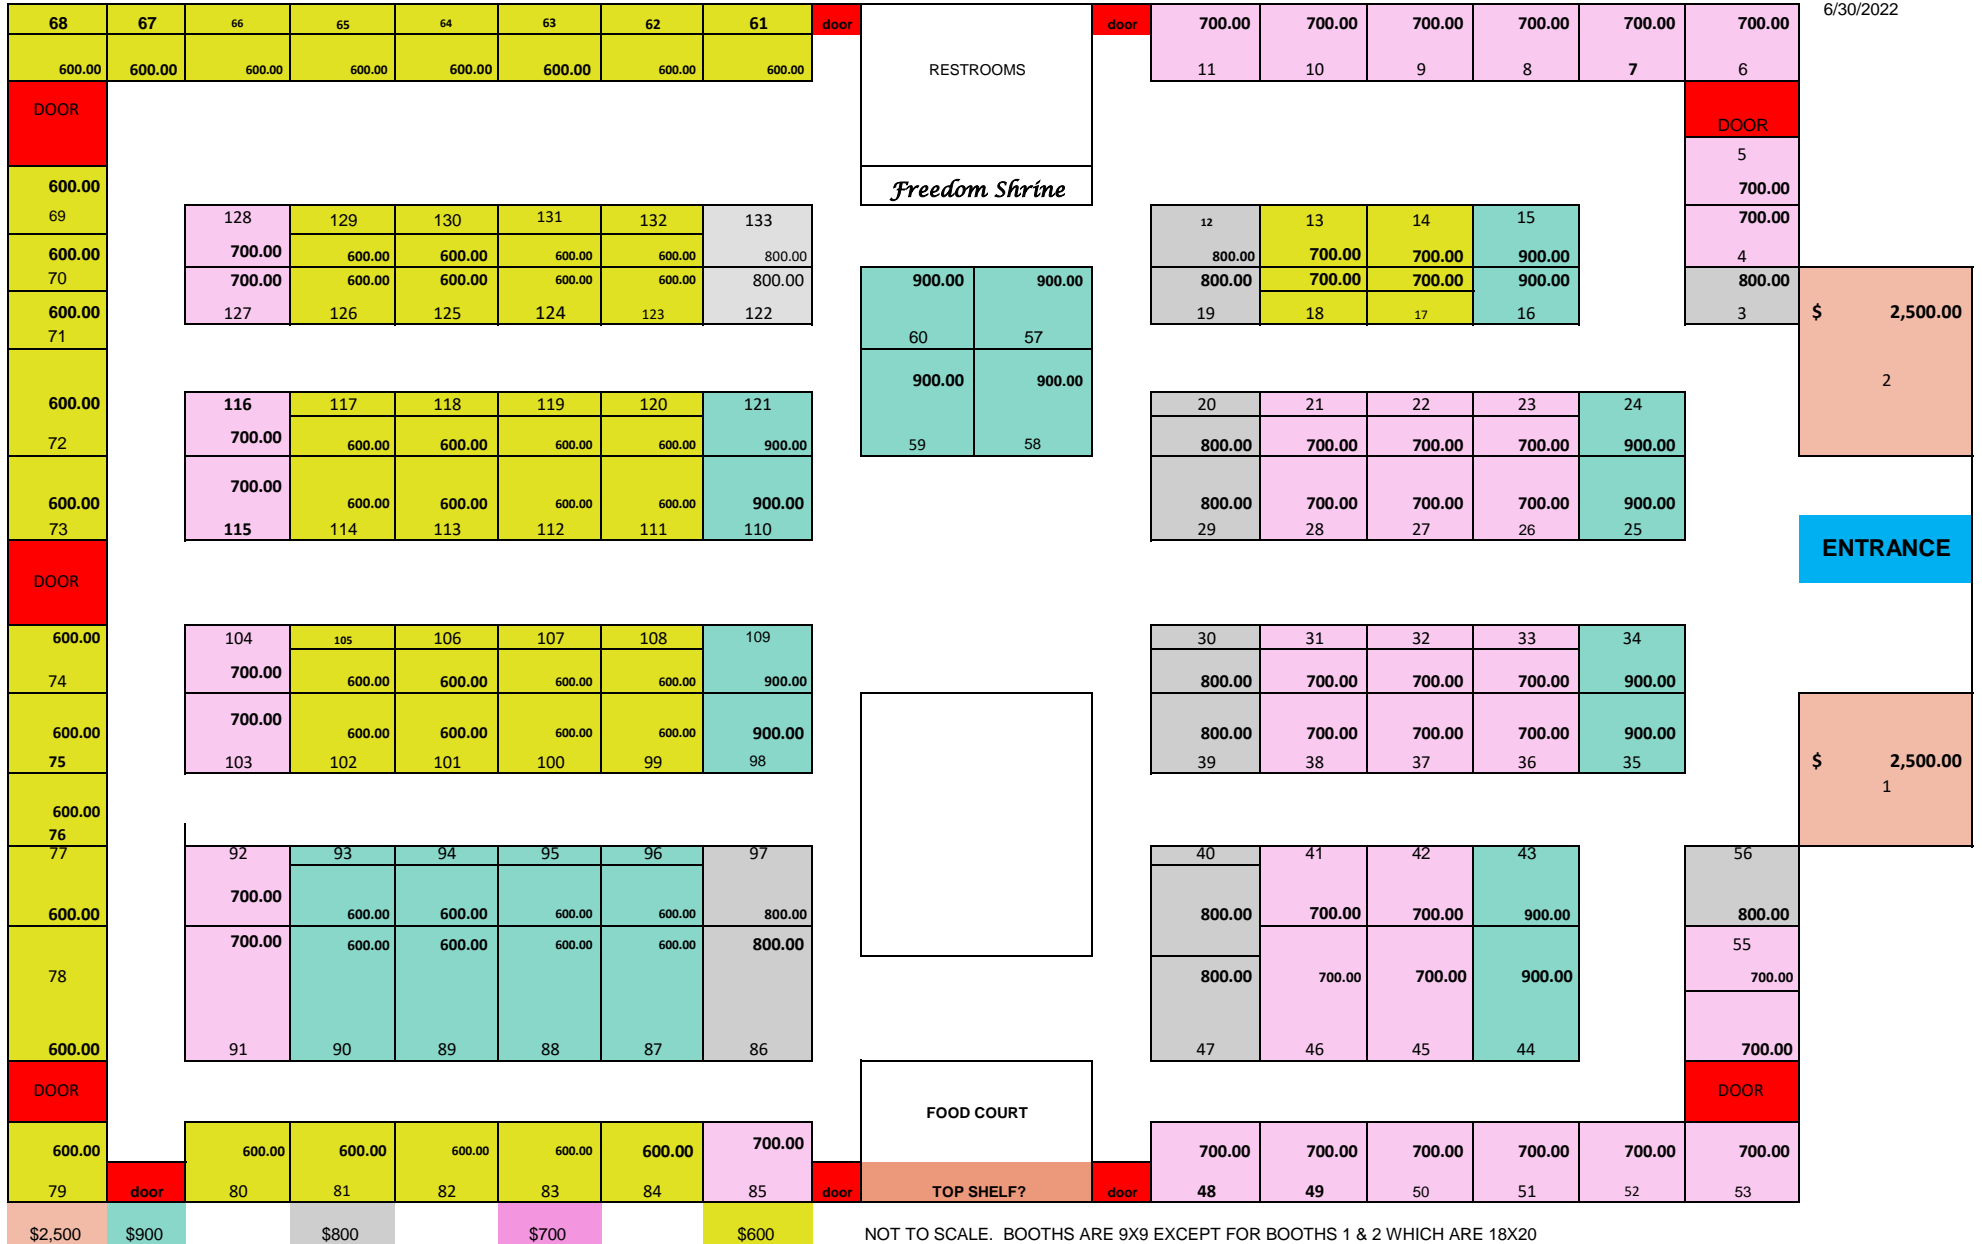 6/30/2022
68 67 66 65 64 63 62 61 door door 700.00 700.00 700.00 700.00 700.00 700.00
600.00 600.00 600.00 600.00 600.00 600.00 600.00 600.00 RESTROOMS 11 10 9 8 7 6
DOOR
DOOR
5
600.00 Freedom Shrine 700.00
69 128 129 130 131 132 133 12 13 14 15 700.00
600.00 700.00 600.00 600.00 600.00 600.00 800.00 800.00 700.00 700.00 900.00 4
70 700.00 600.00 600.00 600.00 600.00 800.00 900.00 900.00 800.00 700.00 700.00 900.00 800.00
600.00 127 126 125 124 123 122 19 18 17 16 3 $ 2,500.00
71 60 57
900.00 900.00 2
600.00 116 117 118 119 120 121 20 21 22 23 24
72 700.00 600.00 600.00 600.00 600.00 900.00 59 58 800.00 700.00 700.00 700.00 900.00
700.00
600.00 600.00 600.00 600.00 600.00 900.00 800.00 700.00 700.00 700.00 900.00
73 115 114 113 112 111 110 29 28 27 26 25
ENTRANCE
DOOR
600.00 104 105 106 107 108 109 30 31 32 33 34
74 700.00 600.00 600.00 600.00 600.00 900.00 800.00 700.00 700.00 700.00 900.00
700.00
600.00 600.00 600.00 600.00 600.00 900.00 800.00 700.00 700.00 700.00 900.00
75 103 102 101 100 99 98 39 38 37 36 35 $ 2,500.00
1
600.00
76
77 92 93 94 95 96 97 40 41 42 43 56
700.00
600.00 600.00 600.00 600.00 600.00 800.00 800.00 700.00 700.00 900.00 800.00
700.00 600.00 600.00 600.00 600.00 800.00 55
78 800.00 700.00 700.00 900.00 700.00
600.00 91 90 89 88 87 86 47 46 45 44 700.00
DOOR DOOR
FOOD COURT
600.00 600.00 600.00 600.00 600.00 600.00 700.00 700.00 700.00 700.00 700.00 700.00 700.00
79 door 80 81 82 83 84 85 door TOP SHELF? door 48 49 50 51 52 53
$2,500 $900 $800 $700 $600 NOT TO SCALE. BOOTHS ARE 9X9 EXCEPT FOR BOOTHS 1 & 2 WHICH ARE 18X20